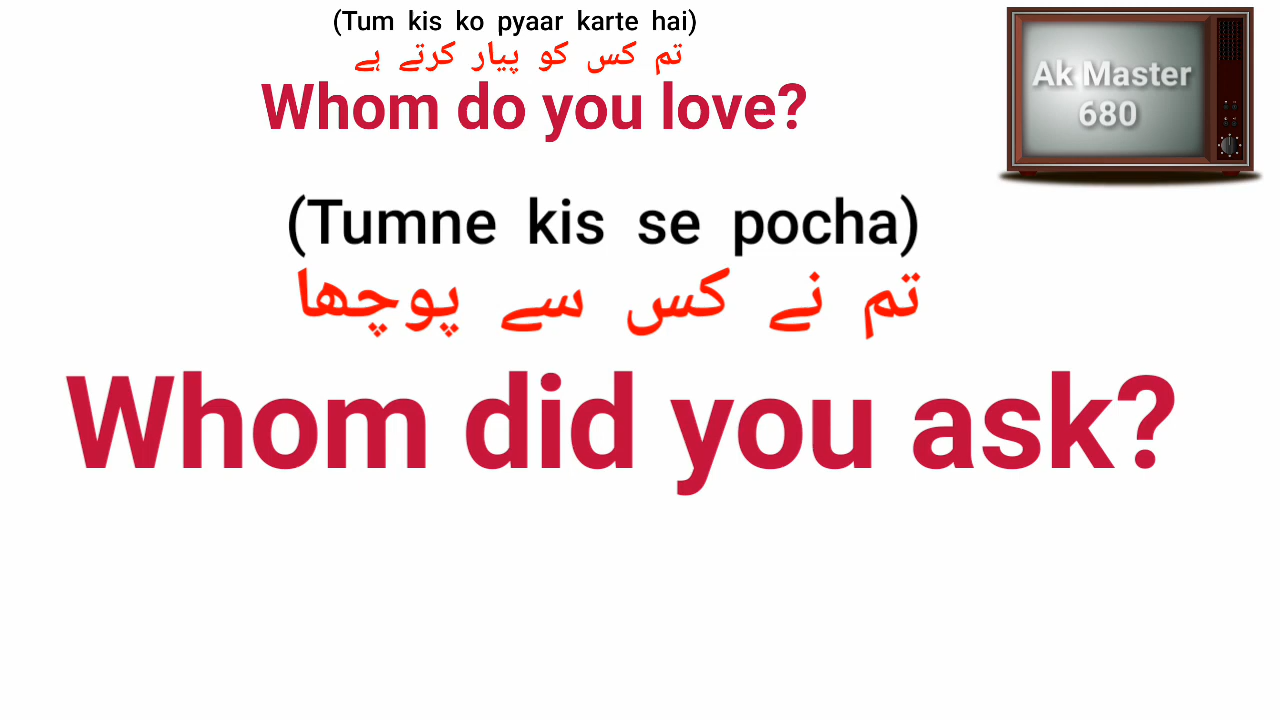 (Tum kis ko pyaar karte hai)
تم کس کو پیار کرتے ہے
Whom do you love?
Ak Master
680
(Tumne kis se pocha)
تم نے کس سے پوچھا
Whom did you ask?